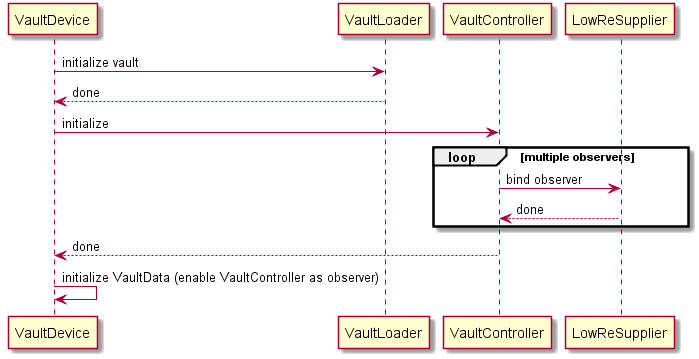 VaultDevice
VaultLoader
VaultController
LowReSupplier
initialize vault
done
initialize
loop
[multiple observers]
bind observer
done
done
initialize VaultData (enable VaultController as observer)
VaultDevice
VaultLoader
VaultController
LowReSupplier